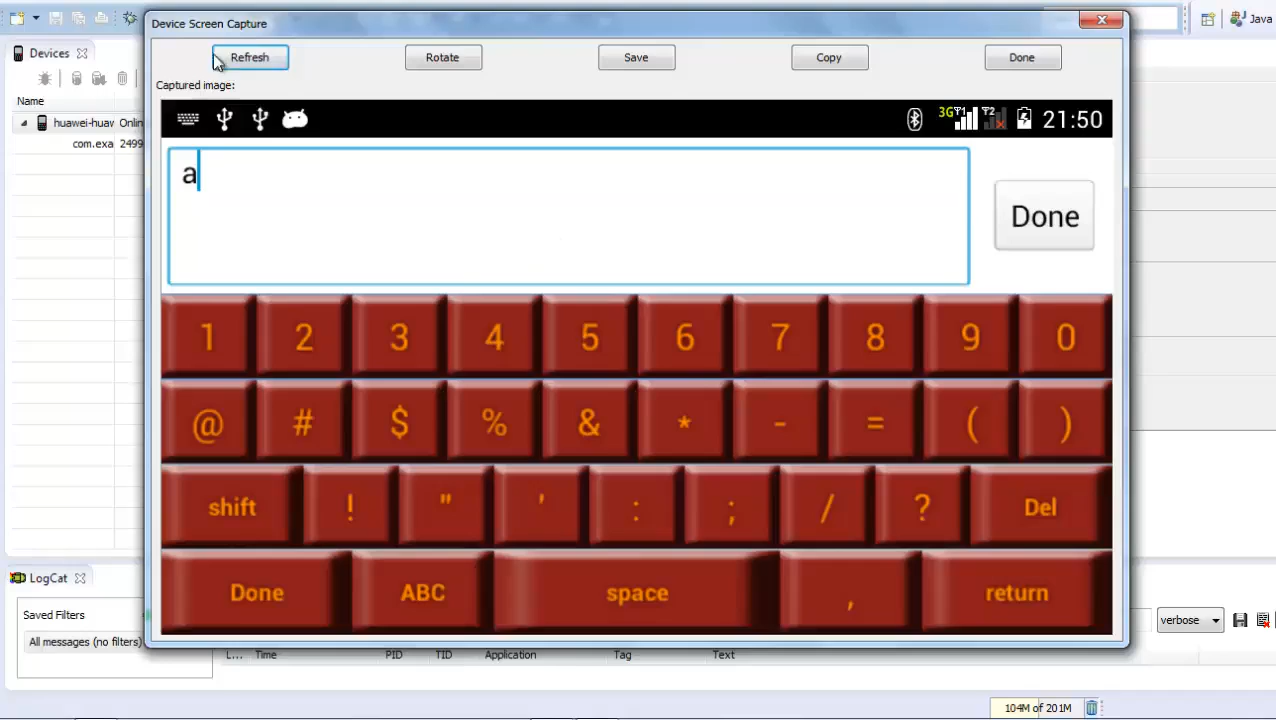 Device Screen Capture
Java
Devices
Refresh
Rotate
Save
Copy
Done
Captured image:
Name
huawei-huav Onlin
com.exa 2499
3G T1 T2 21:50
a
Done
1 2 3 4 5 6 7 8 9 0
@ # $ % & * - = ( )
shift ! " ' : ; / ? Del
Done ABC space , return
LogCat
Saved Filters
All messages (no filters)
verbose
L... Time PID TID Application Tag Text
104M of 201M